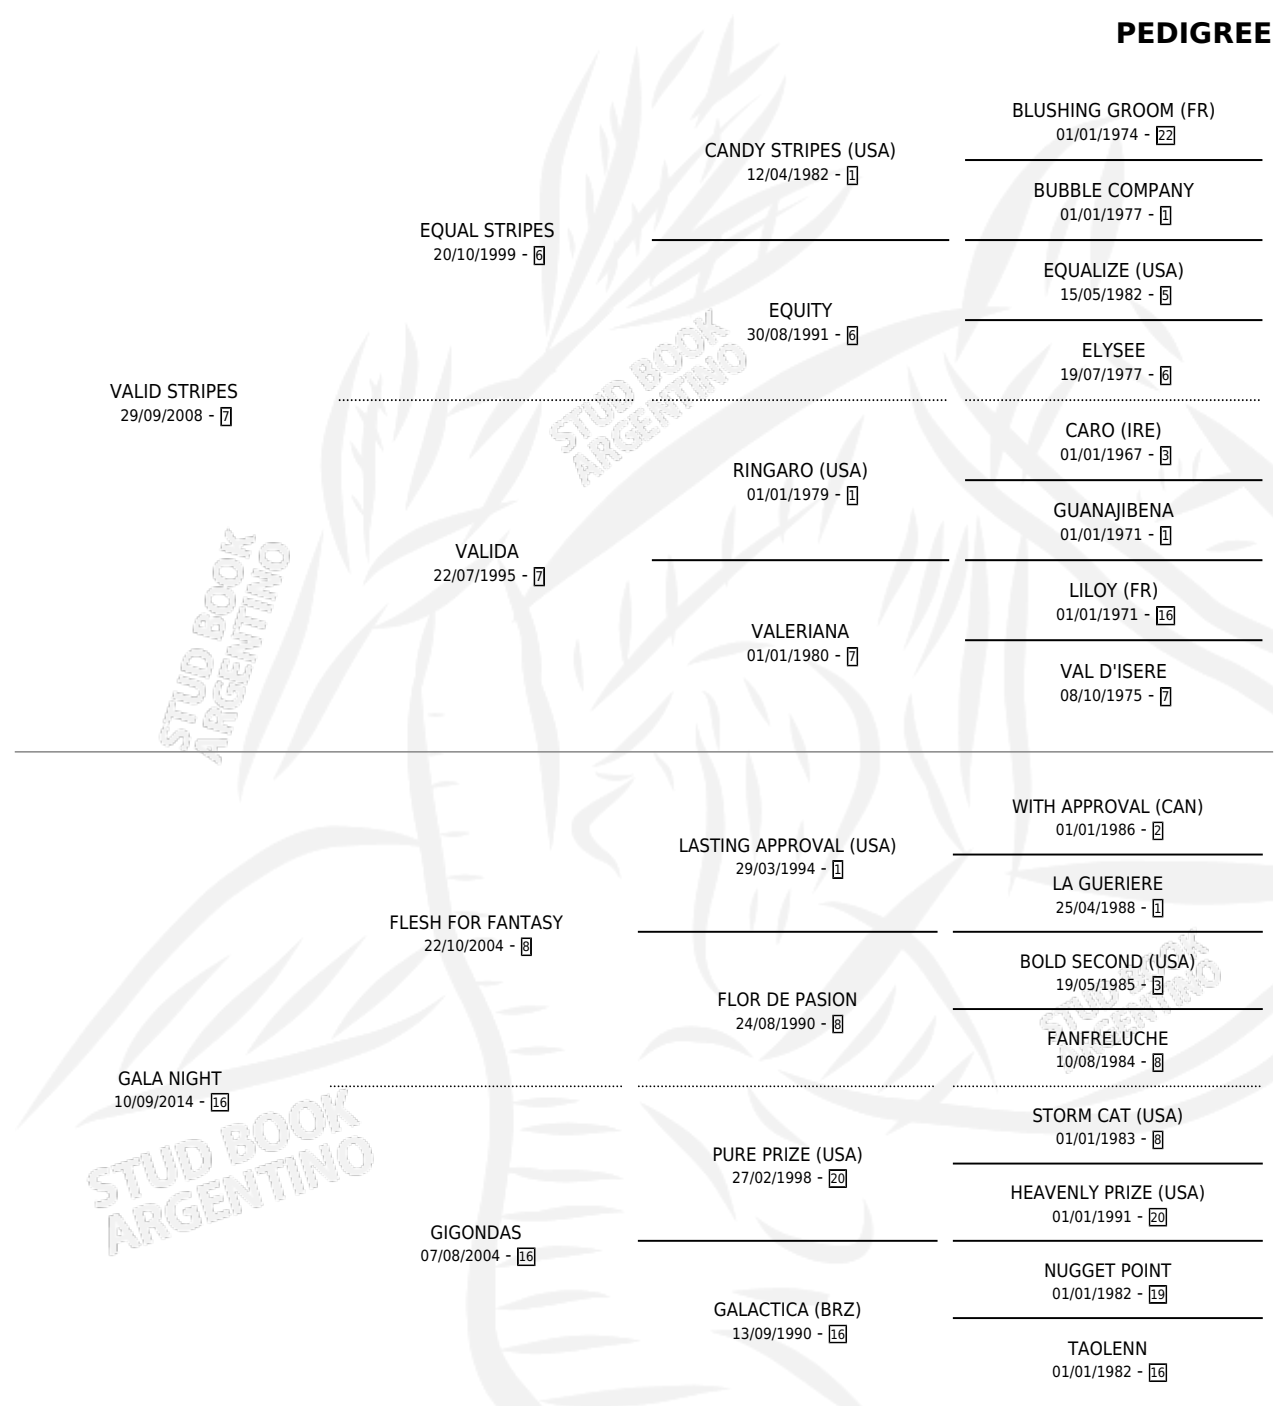 PEDIGREE
BLUSHING GROOM (FR)
01/01/1974 - 22
CANDY STRIPES (USA)
12/04/1982 - 1
BUBBLE COMPANY
01/01/1977 - 1
EQUAL STRIPES
20/10/1999 - 6
EQUALIZE (USA)
15/05/1982 - 5
EQUITY
30/08/1991 - 6
ELYSEE
19/07/1977 - 6
VALID STRIPES
29/09/2008 - 7
CARO (IRE)
01/01/1967 - 3
RINGARO (USA)
01/01/1979 - 1
GUANAJIBENA
01/01/1971 - 1
VALIDA
22/07/1995 - 7
LILOY (FR)
01/01/1971 - 16
VALERIANA
01/01/1980 - 7
VAL D'ISERE
08/10/1975 - 7
WITH APPROVAL (CAN)
01/01/1986 - 2
LASTING APPROVAL (USA)
29/03/1994 - 1
LA GUERIERE
25/04/1988 - 1
FLESH FOR FANTASY
22/10/2004 - 8
BOLD SECOND (USA)
19/05/1985 - 3
FLOR DE PASION
24/08/1990 - 8
FANFRELUCHE
10/08/1984 - 8
GALA NIGHT
10/09/2014 - 16
STORM CAT (USA)
01/01/1983 - 8
PURE PRIZE (USA)
27/02/1998 - 20
HEAVENLY PRIZE (USA)
01/01/1991 - 20
GIGONDAS
07/08/2004 - 16
NUGGET POINT
01/01/1982 - 19
GALACTICA (BRZ)
13/09/1990 - 16
TAOLENN
01/01/1982 - 16
STUD BOOK
ARGENTINO
STUD BOOK
ARGENTINO
STUD BOOK
ARGENTINO
STUD BOOK
ARGENTINO